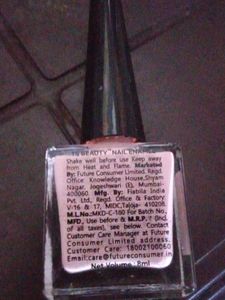 TS BEAUTY NAIL ENAMEL
Shake well before use Keep away
from Heat and Flame. Marketed
By: Future Consumer Limited. Regd.
Office: Knowledge House,Shyam
Nagar, Jogeshwari (E), Mumbai-
400060. Mfg. By: Fiabila India
Pvt. Ltd., Regd. Office & Factory:
V-16 & 17, MIDC,Taloja- 410208.
M.L.No:MKD-C-180 For Batch No.,
MFD, Use before & M.R.P. ₹ (Incl.
of all taxes), see below. Contact
Customer Care Manager at Future
Consumer Limited address.
Customer Care: 18002100060
Email:care@futureconsumer.in
Net Volume 8ml